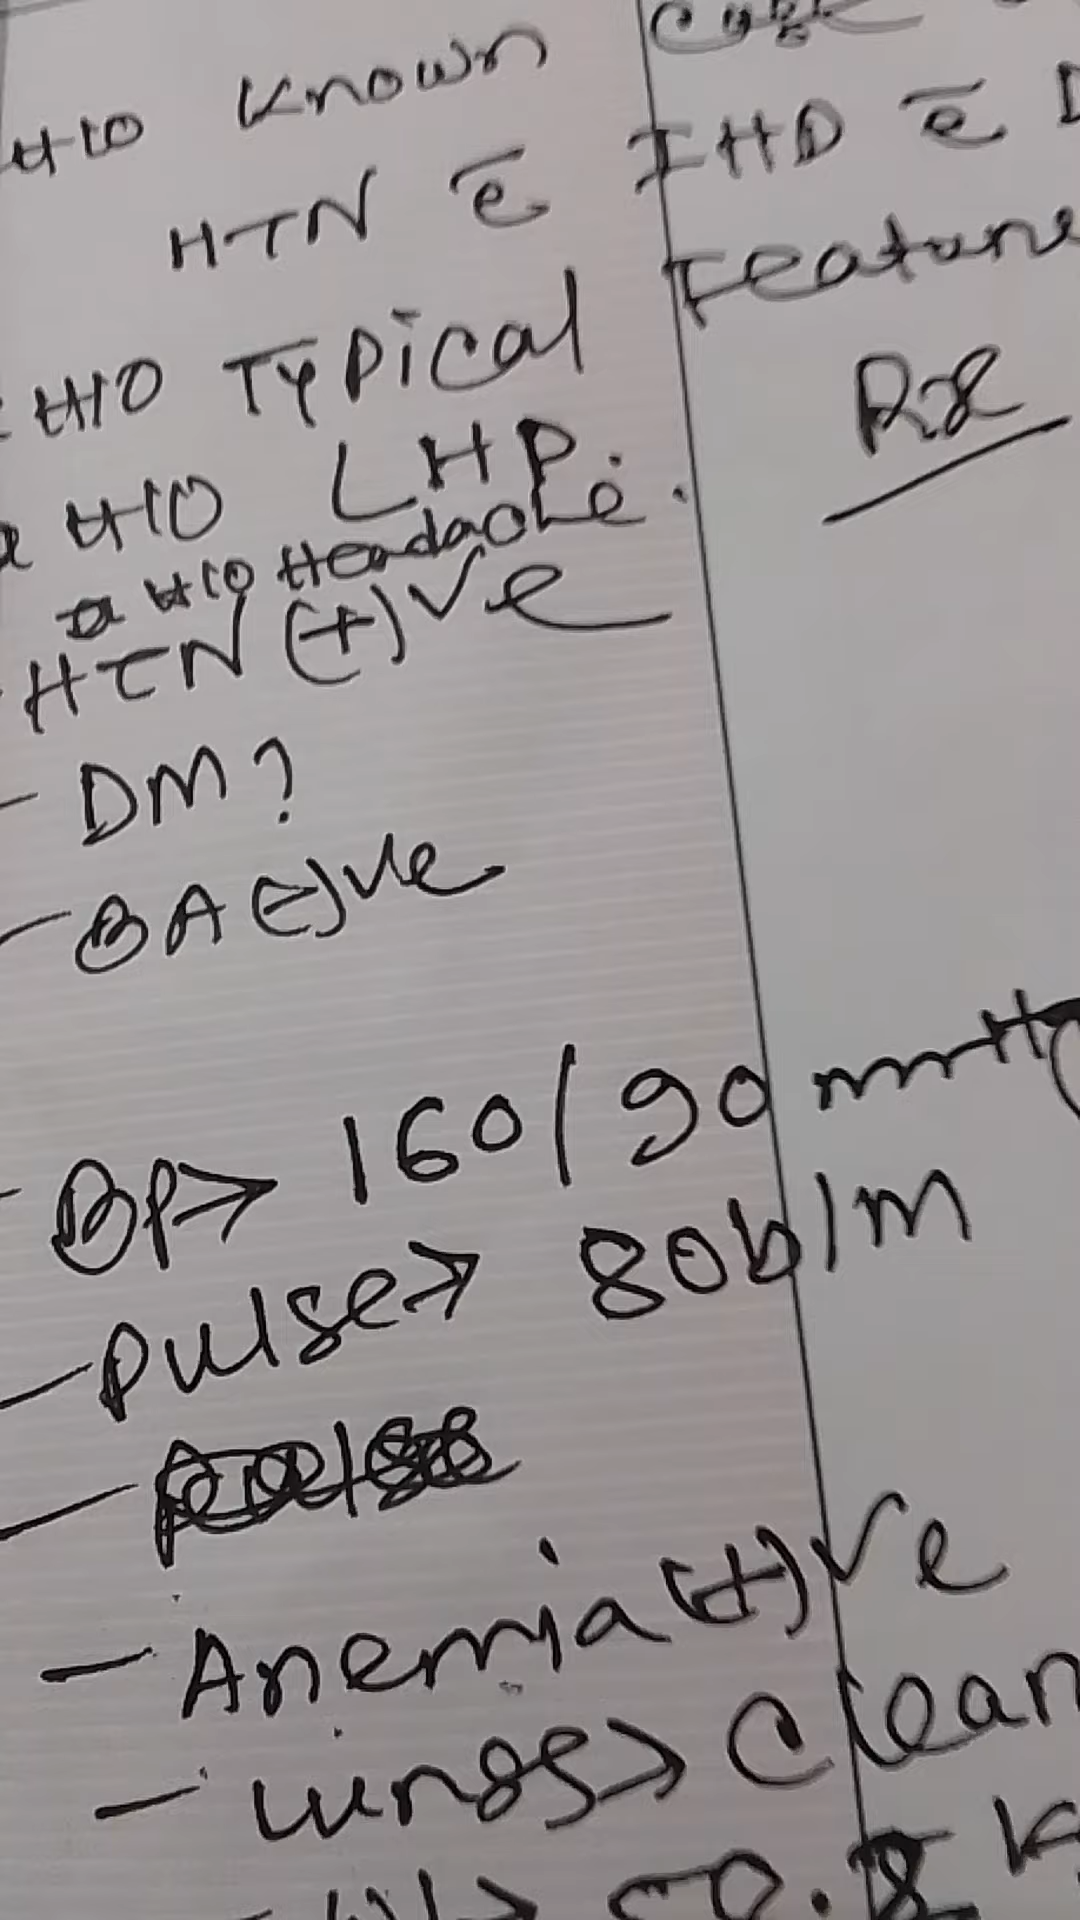 H/O Known
HTN c̄
H/O Typical
H/O LHP.
H/O Headache.
HTN (+)ve
- DM?
- BA (-)ve
- BP → 160/90 mmHg
- Pulse → 80b/m
- Anemia (+)ve
- Lungs → Clear
IHD c̄ D
Feature
Rx